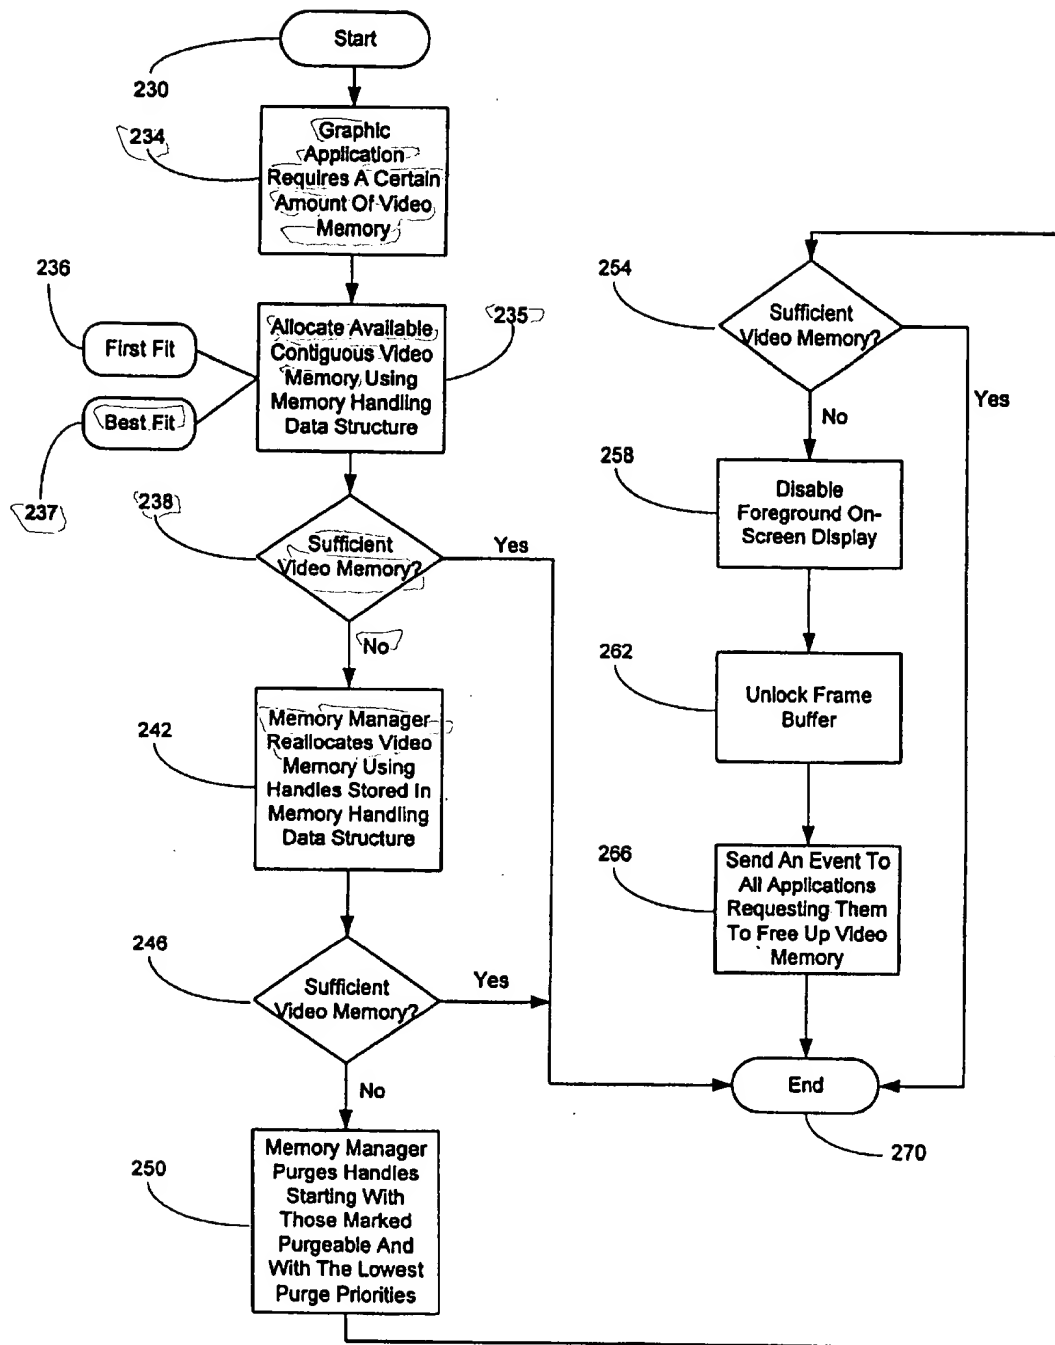 Start
230
234
Graphic
Application
Requires A Certain
Amount Of Video
Memory
236
First Fit
Best Fit
237
235
Allocate Available
Contiguous Video
Memory Using
Memory Handling
Data Structure
238
Sufficient
Video Memory?
Yes
No
242
Memory Manager
Reallocates Video
Memory Using
Handles Stored In
Memory Handling
Data Structure
246
Sufficient
Video Memory?
Yes
No
250
Memory Manager
Purges Handles
Starting With
Those Marked
Purgeable And
With The Lowest
Purge Priorities
254
Sufficient
Video Memory?
Yes
No
258
Disable
Foreground On-
Screen Display
262
Unlock Frame
Buffer
266
Send An Event To
All Applications
Requesting Them
To Free Up Video
Memory
End
270